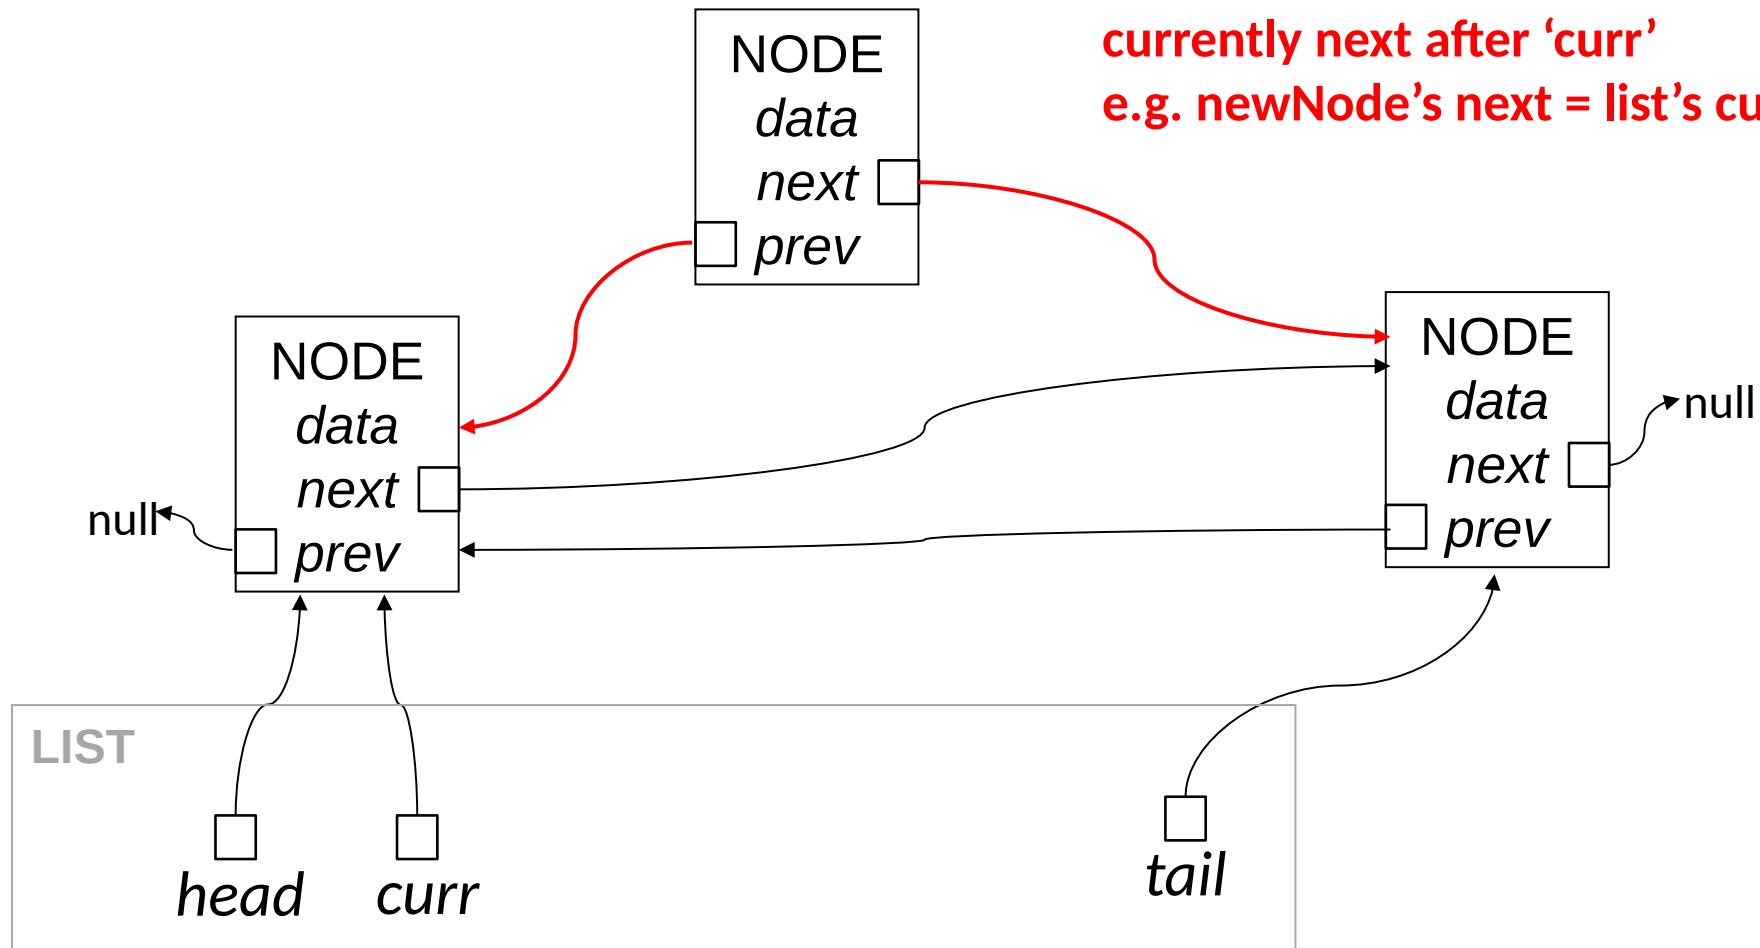 currently next after ‘curr’
e.g. newNode’s next = list’s
NODE
data
next
prev
NODE
data
next
prev
null
NODE
data
next
prev
null
LIST
head
curr
tail